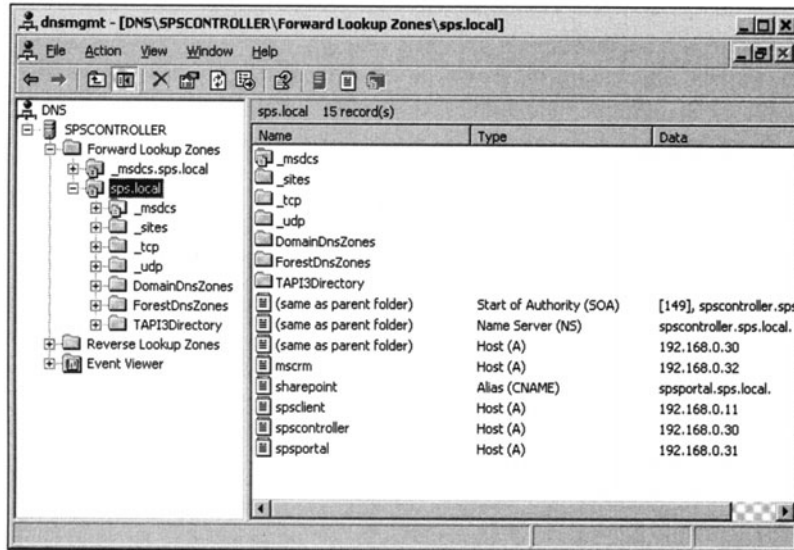 dnsmgmt - [DNS\SPSCONTROLLER\Forward Lookup Zones\sps.local]
File Action View Window Help
DNS
SPSCONTROLLER
Forward Lookup Zones
_msdcs.sps.local
sps.local
_msdcs
_sites
_tcp
_udp
DomainDnsZones
ForestDnsZones
TAPI3Directory
Reverse Lookup Zones
Event Viewer
sps.local 15 record(s)
Name Type Data
_msdcs
_sites
_tcp
_udp
DomainDnsZones
ForestDnsZones
TAPI3Directory
(same as parent folder) Start of Authority (SOA) [149], spscontroller.sps
(same as parent folder) Name Server (NS) spscontroller.sps.local.
(same as parent folder) Host (A) 192.168.0.30
mscrm Host (A) 192.168.0.32
sharepoint Alias (CNAME) spsportal.sps.local.
spsclient Host (A) 192.168.0.11
spscontroller Host (A) 192.168.0.30
spsportal Host (A) 192.168.0.31